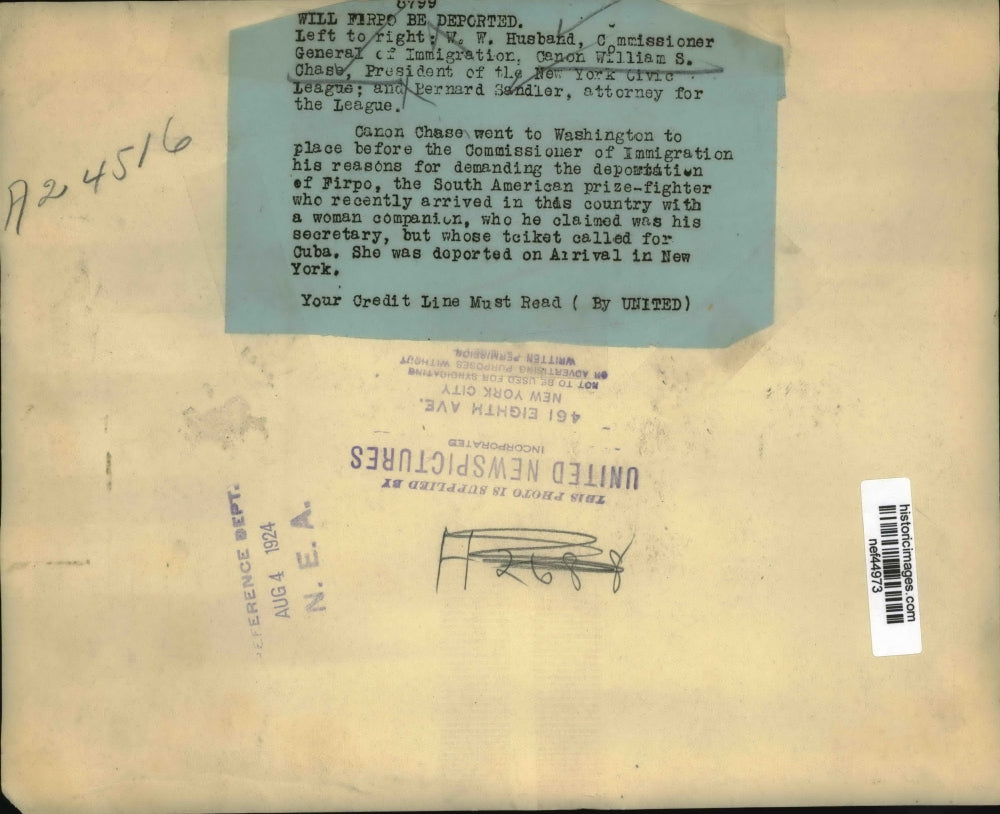 6799
WILL FIRPO BE DEPORTED.
Left to right; W. W. Husband, Commissioner
General of Immigration, Canon William S.
Chase, President of the New York Civic
League; and Bernard Sandler, attorney for
the League.
Canon Chase went to Washington to
place before the Commissioner of Immigration
his reasons for demanding the deportation
of Firpo, the South American prize-fighter
who recently arrived in this country with
a woman companion, who he claimed was his
secretary, but whose tciket called for
Cuba. She was deported on Arrival in New
York.
Your Credit Line Must Read ( By UNITED)
A24516
THIS PHOTO IS SUPPLIED BY
UNITED NEWSPICTURES
INCORPORATED
461 EIGHTH AVE.
NEW YORK CITY
NOT TO BE USED FOR SYNDICATING
OR ADVERTISING PURPOSES WITHOUT
WRITTEN PERMISSION
REFERENCE DEPT.
AUG 4 1924
N. E. A.
historicimages.com
nef44973